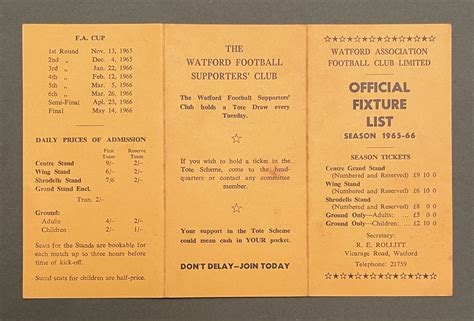 F.A. CUP
1st Round Nov. 13, 1965
2nd „ Dec. 4, 1965
3rd „ Jan. 22, 1966
4th „ Feb. 12, 1966
5th „ Mar. 5, 1966
6th „ Mar. 26, 1966
Semi-Final Apl. 23, 1966
Final May 14, 1966
DAILY PRICES OF ADMISSION
First Team Reserve Team
Centre Stand 9/- 2/-
Wing Stand 6/- 2/-
Shrodells Stand 7/6 2/-
Grand Stand Encl.
Tran. 2/-
Ground:
Adults 4/- 2/-
Children 2/- 1/-
Seats for the Stands are bookable for
each match up to three hours before
time of kick-off.
Stand seats for children are half-price.
THE
WATFORD FOOTBALL
SUPPORTERS' CLUB
The Watford Football Supporters'
Club holds a Tote Draw every
Tuesday.
If you wish to hold a ticket in the
Tote Scheme, come to the head-
quarters or contact any committee
member.
Your support in the Tote Scheme
could mean cash in YOUR pocket.
DON'T DELAY—JOIN TODAY
WATFORD ASSOCIATION
FOOTBALL CLUB LIMITED
OFFICIAL
FIXTURE
LIST
SEASON 1965-66
SEASON TICKETS
Centre Grand Stand
(Numbered and Reserved) £9 10 0
Wing Stand
(Numbered and Reserved) £6 10 0
Shrodells Stand
(Numbered and Reserved) £8 10 0
Ground Only—Adults: ... £5 0 0
Ground Only—Children ... £2 0 0
Secretary:
R. E. ROLLITT
Vicarage Road, Watford
Telephone: 21759